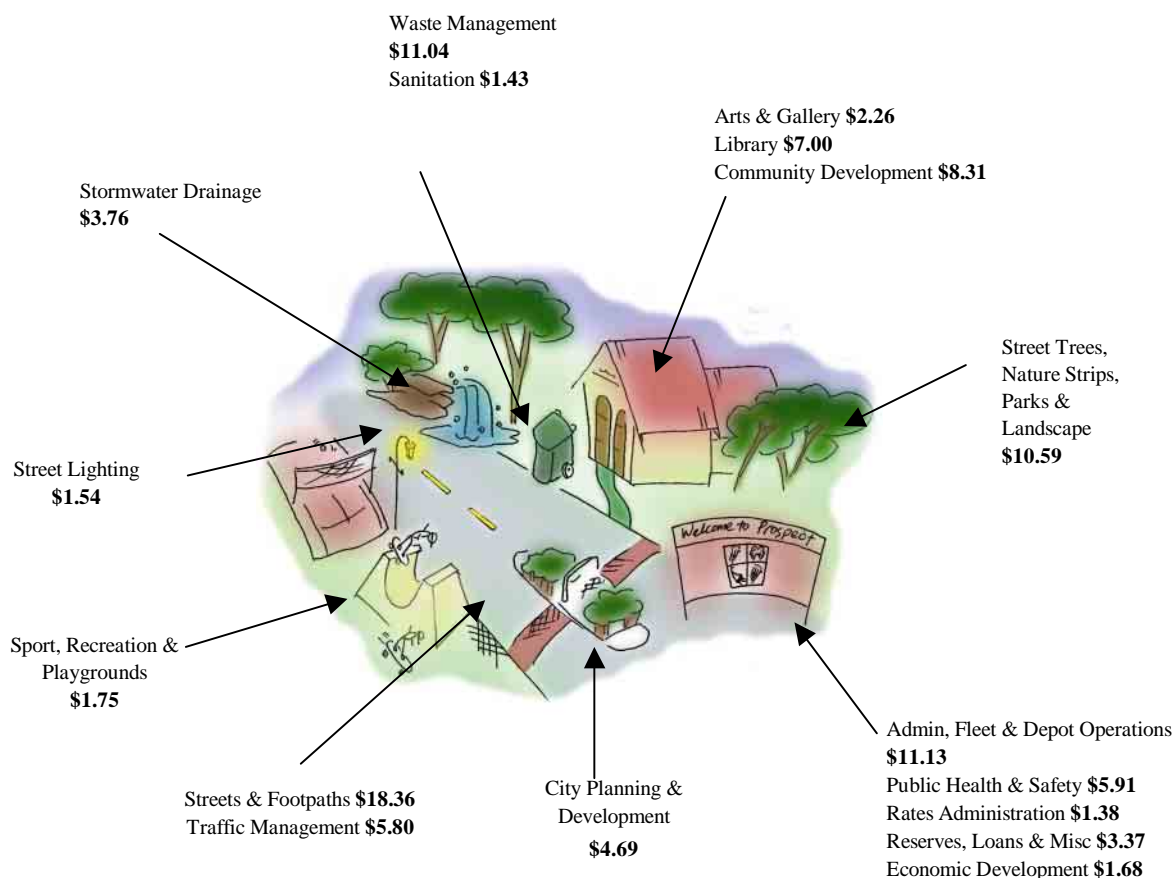 Waste Management
$11.04
Sanitation $1.43
Arts & Gallery $2.26
Library $7.00
Community Development $8.31
Stormwater Drainage
$3.76
Street Trees,
Nature Strips,
Parks &
Landscape
$10.59
Street Lighting
$1.54
Welcome to Prospect
Sport, Recreation &
Playgrounds
$1.75
Streets & Footpaths $18.36
Traffic Management $5.80
City Planning &
Development
$4.69
Admin, Fleet & Depot Operations
$11.13
Public Health & Safety $5.91
Rates Administration $1.38
Reserves, Loans & Misc $3.37
Economic Development $1.68